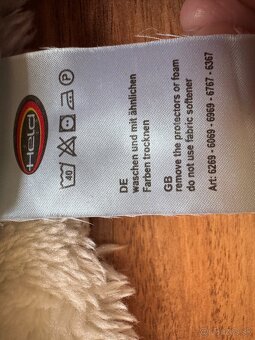 Held
40
P
DE
waschen und mit ähnlichen
Farben trocknen
GB
remove the protectors or foam
do not use fabric softener
Art: 6269 - 6069 - 6969 - 6767 - 6367